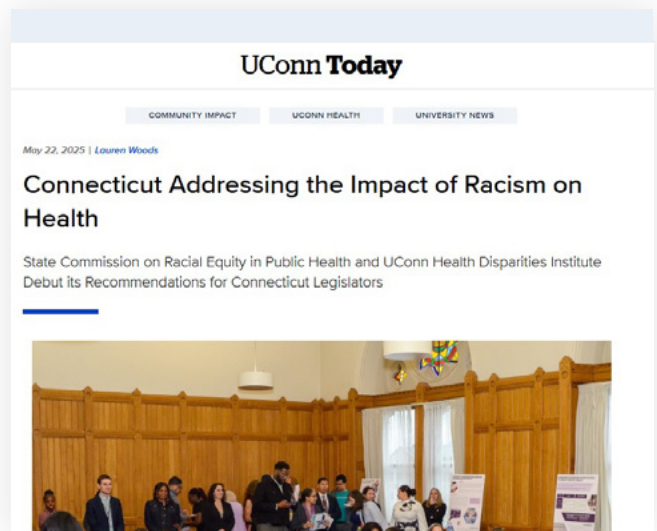 UConn Today
COMMUNITY IMPACT UCONN HEALTH UNIVERSITY NEWS
May 22, 2025 | Lauren Woods
Connecticut Addressing the Impact of Racism on
Health
State Commission on Racial Equity in Public Health and UConn Health Disparities Institute
Debut its Recommendations for Connecticut Legislators